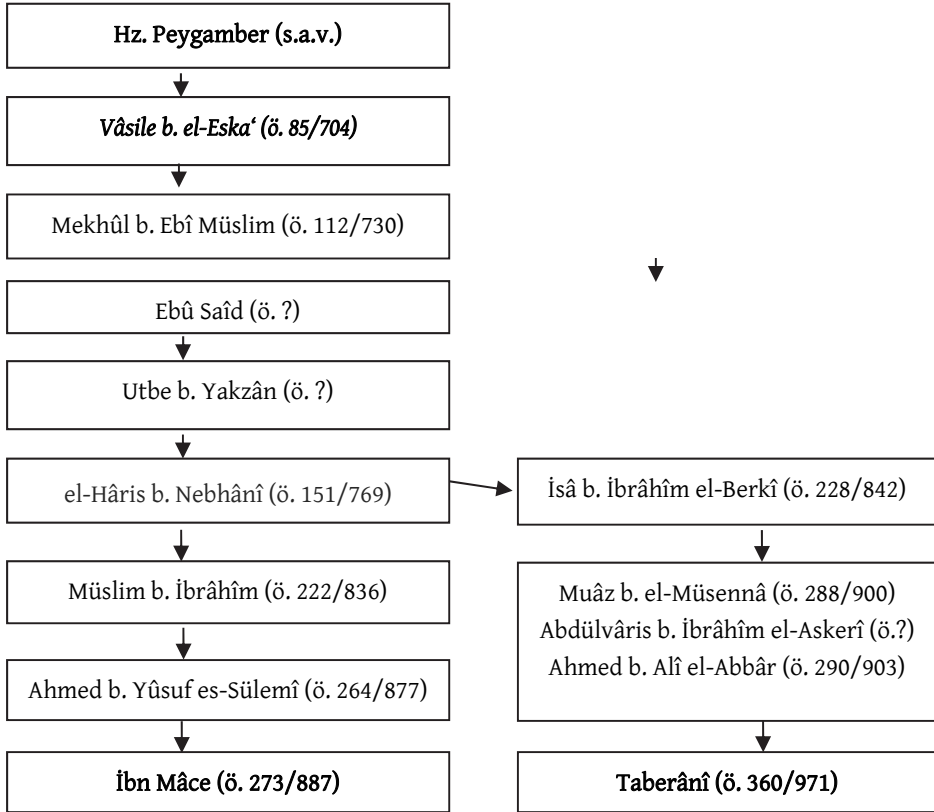 Hz. Peygamber (s.a.v.)
Vâsile b. el-Eska‘ (ö. 85/704)
Mekhûl b. Ebî Müslim (ö. 112/730)
Ebû Saîd (ö. ?)
Utbe b. Yakzân (ö. ?)
el-Hâris b. Nebhânî (ö. 151/769)
İsâ b. İbrâhîm el-Berkî (ö. 228/842)
Müslim b. İbrâhîm (ö. 222/836)
Ahmed b. Yûsuf es-Sülemî (ö. 264/877)
Muâz b. el-Müsennâ (ö. 288/900)
Abdülvâris b. İbrâhîm el-Askerî (ö.?)
Ahmed b. Alî el-Abbâr (ö. 290/903)
İbn Mâce (ö. 273/887)
Taberânî (ö. 360/971)